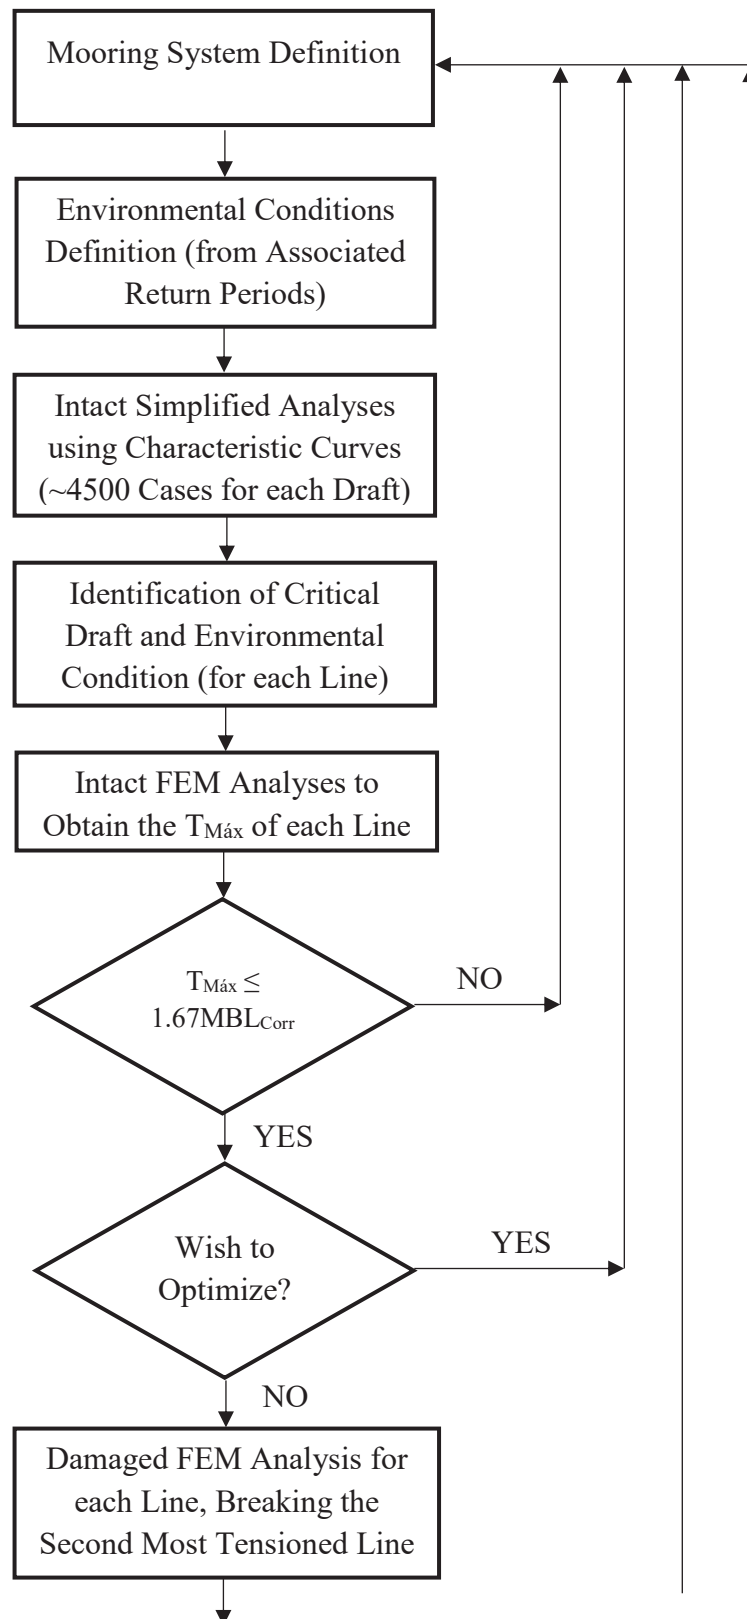 Mooring System Definition
Environmental Conditions
Definition (from Associated
Return Periods)
Intact Simplified Analyses
using Characteristic Curves
(~4500 Cases for each Draft)
Identification of Critical
Draft and Environmental
Condition (for each Line)
Intact FEM Analyses to
Obtain the TMáx of each Line
TMáx ≤
1.67MBLCorr
NO
YES
Wish to
Optimize?
YES
NO
Damaged FEM Analysis for
each Line, Breaking the
Second Most Tensioned Line